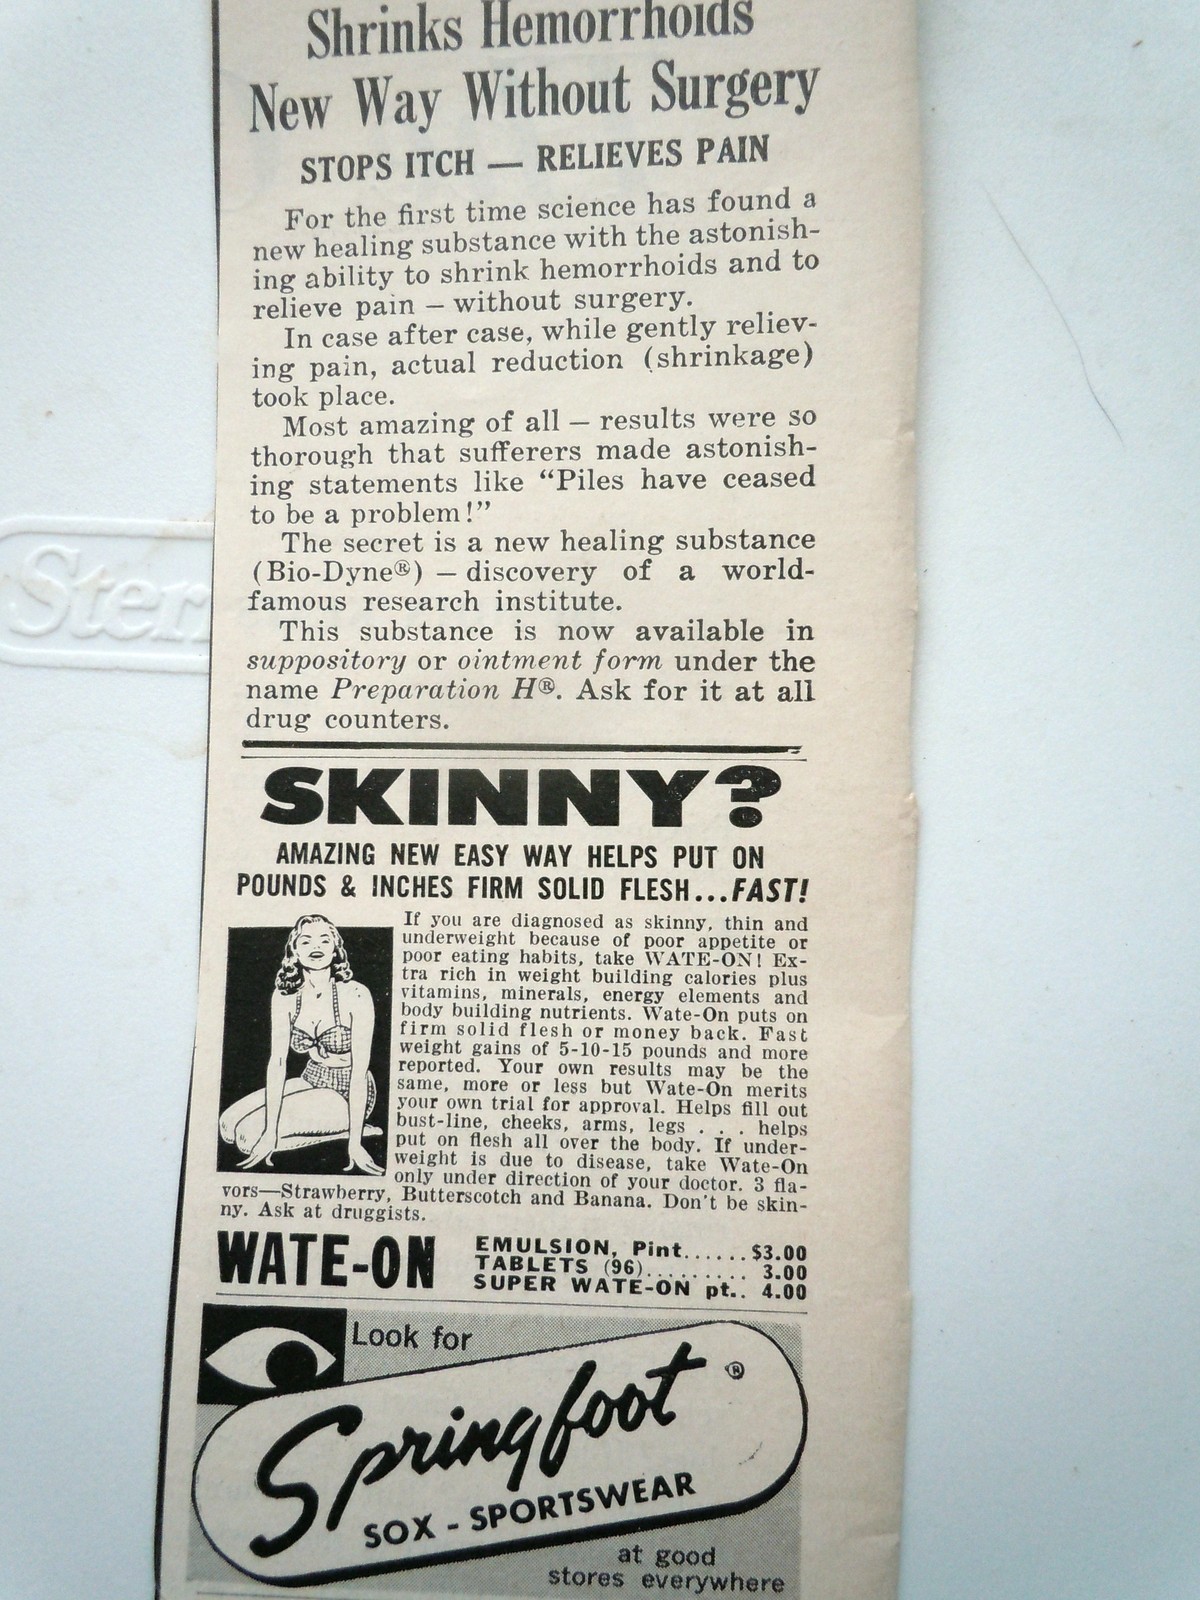 Shrinks Hemorrhoids
New Way Without Surgery
STOPS ITCH — RELIEVES PAIN
For the first time science has found a
new healing substance with the astonish-
ing ability to shrink hemorrhoids and to
relieve pain – without surgery.
In case after case, while gently reliev-
ing pain, actual reduction (shrinkage)
took place.
Most amazing of all – results were so
thorough that sufferers made astonish-
ing statements like “Piles have ceased
to be a problem!”
The secret is a new healing substance
(Bio-Dyne®) – discovery of a world-
famous research institute.
This substance is now available in
suppository or ointment form under the
name Preparation H®. Ask for it at all
drug counters.
SKINNY?
AMAZING NEW EASY WAY HELPS PUT ON
POUNDS & INCHES FIRM SOLID FLESH...FAST!
If you are diagnosed as skinny, thin and
underweight because of poor appetite or
poor eating habits, take WATE-ON! Ex-
tra rich in weight building calories plus
vitamins, minerals, energy elements and
body building nutrients. Wate-On puts on
firm solid flesh or money back. Fast
weight gains of 5-10-15 pounds and more
reported. Your own results may be the
same, more or less but Wate-On merits
your own trial for approval. Helps fill out
bust-line, cheeks, arms, legs . . . helps
put on flesh all over the body. If under-
weight is due to disease, take Wate-On
only under direction of your doctor. 3 fla-
vors—Strawberry, Butterscotch and Banana. Don't be skin-
ny. Ask at druggists.
WATE-ON
EMULSION, Pint......$3.00
TABLETS (96)......... 3.00
SUPER WATE-ON pt.. 4.00
Look for
Springfoot ®
SOX - SPORTSWEAR
at good
stores everywhere